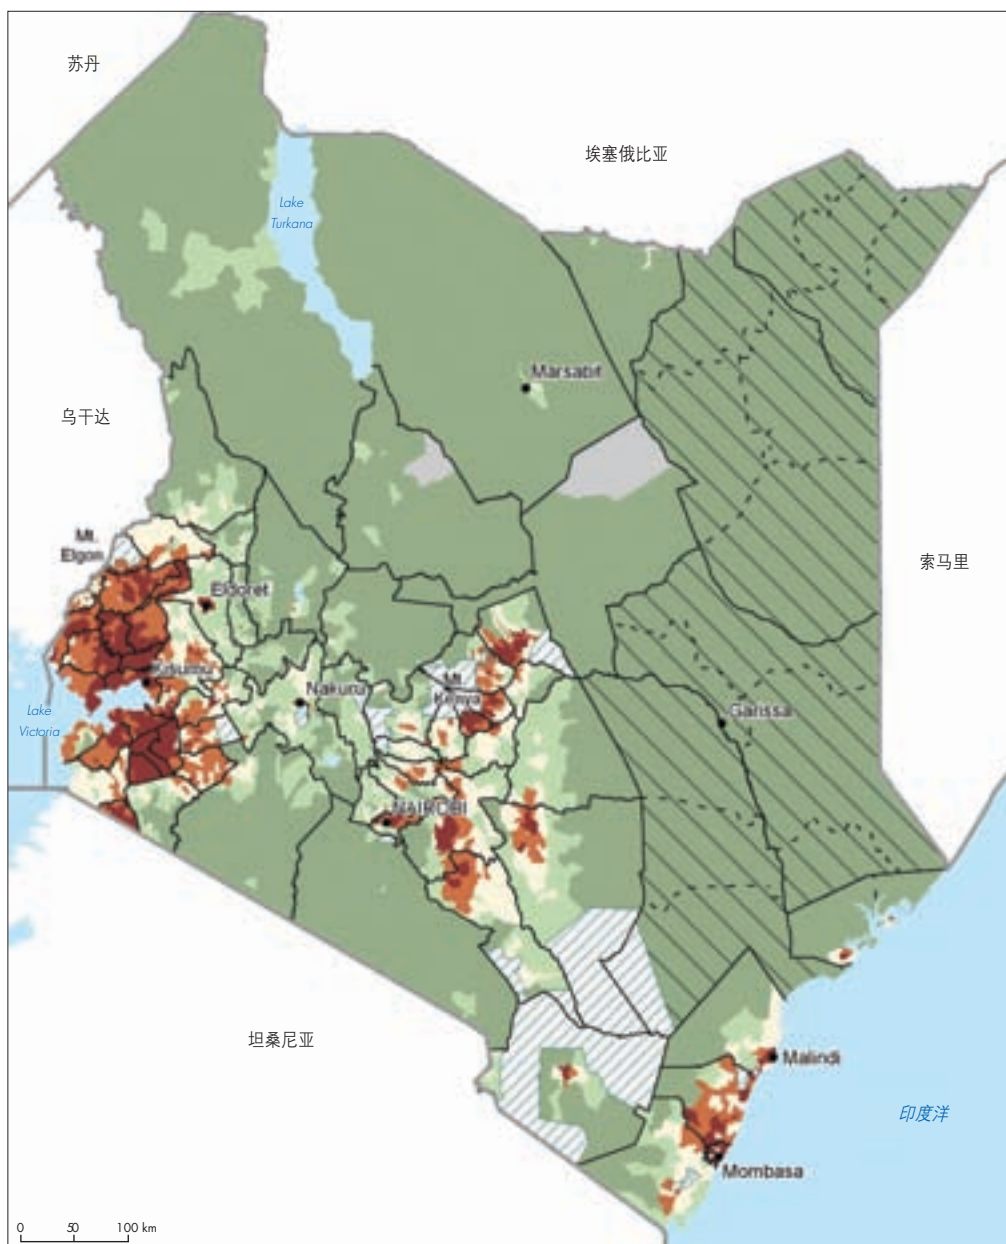 苏丹
埃塞俄比亚
Lake
Turkana
Marsabit
乌干达
Mt.
Elgon
索马里
Eldoret
Kisumu
Mt.
Kenya
Nakuru
Lake
Victoria
Garissa
NAIROBI
坦桑尼亚
Malindi
印度洋
Mombasa
0 50 100 km